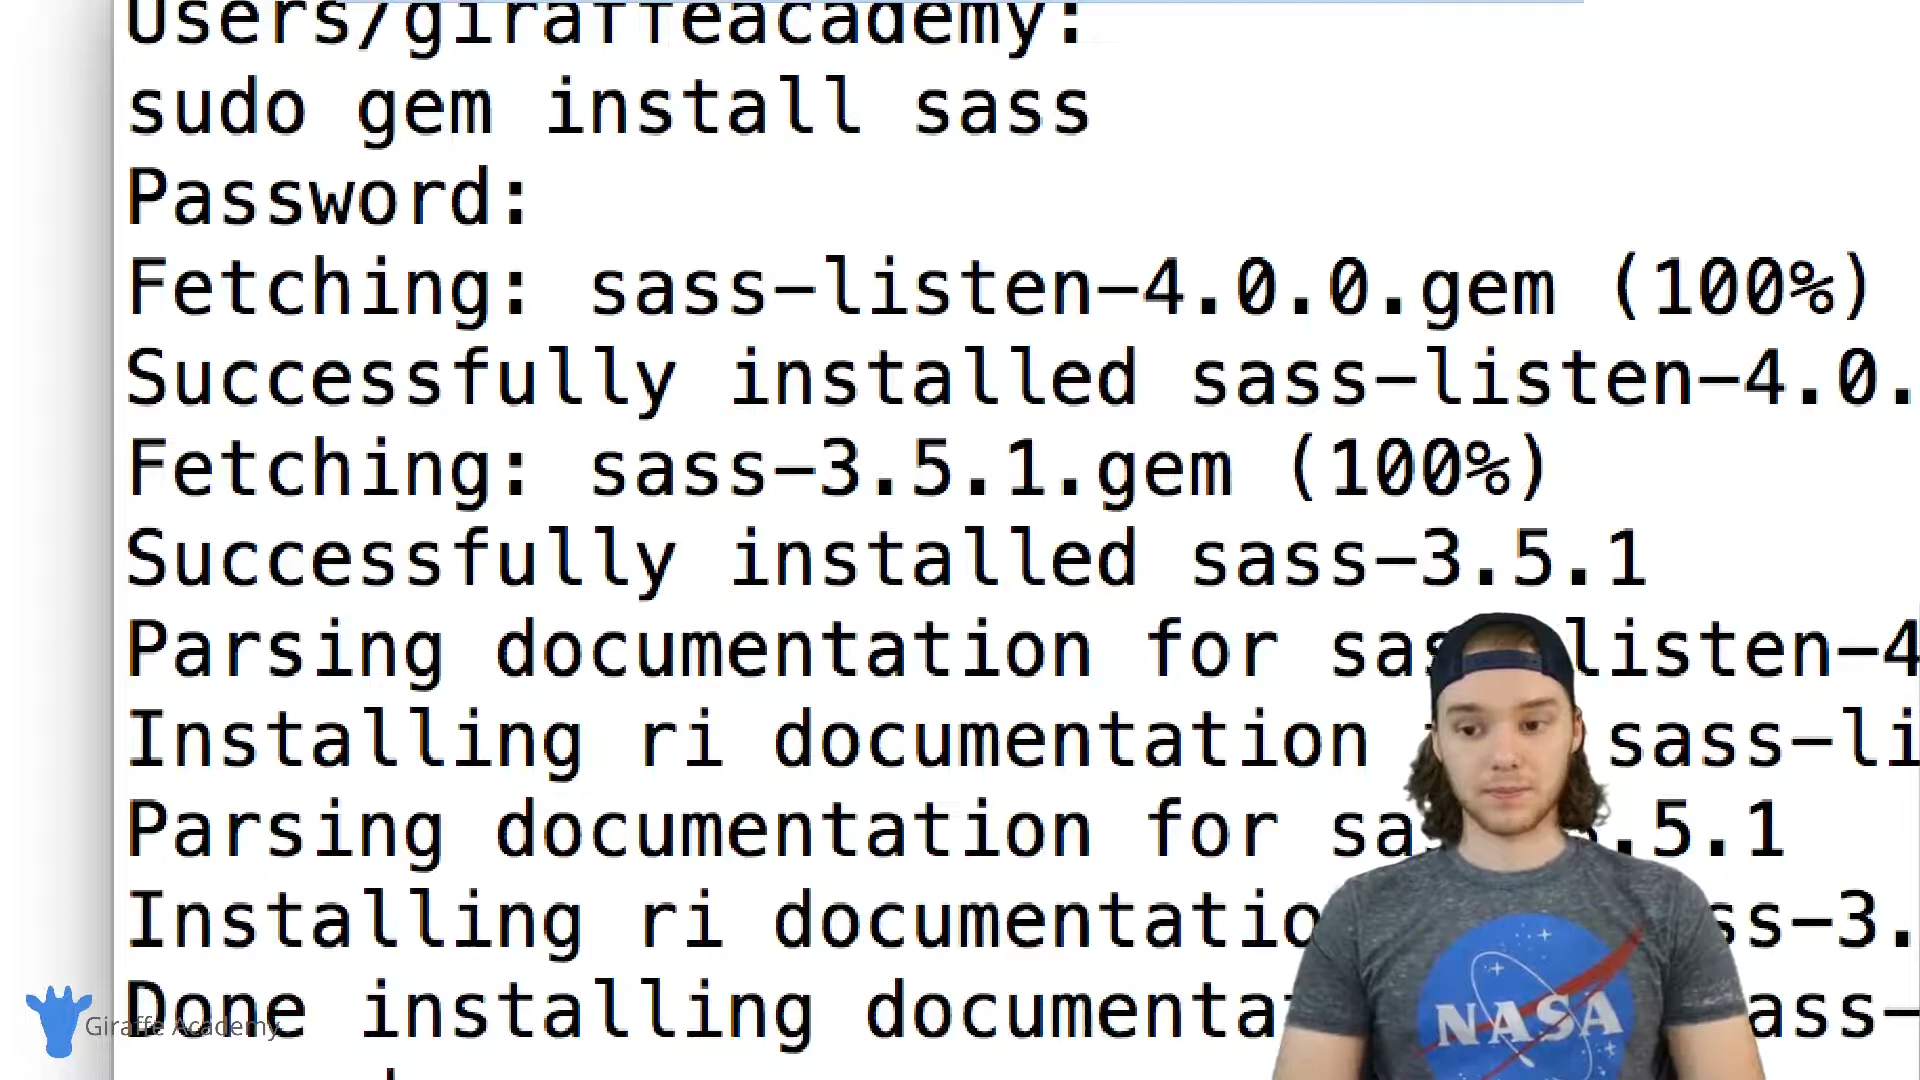 Users/giraffeacademy:
sudo gem install sass
Password:
Fetching: sass-listen-4.0.0.gem (100%)
Successfully installed sass-listen-4.0.
Fetching: sass-3.5.1.gem (100%)
Successfully installed sass-3.5.1
Parsing documentation for sas listen-4
Installing ri documentation sass-li
Parsing documentation for sa .5.1
Installing ri documentatio ss-3.
Done installing documenta ass-
Giraffe Academy
NASA